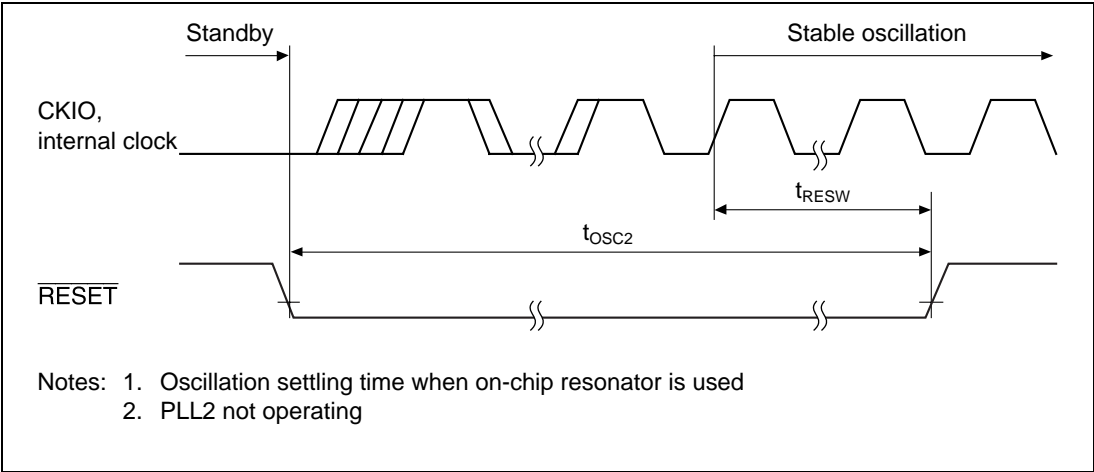 Standby
Stable oscillation
CKIO,
internal clock
tRESW
tOSC2
RESET
Notes: 1. Oscillation settling time when on-chip resonator is used
2. PLL2 not operating